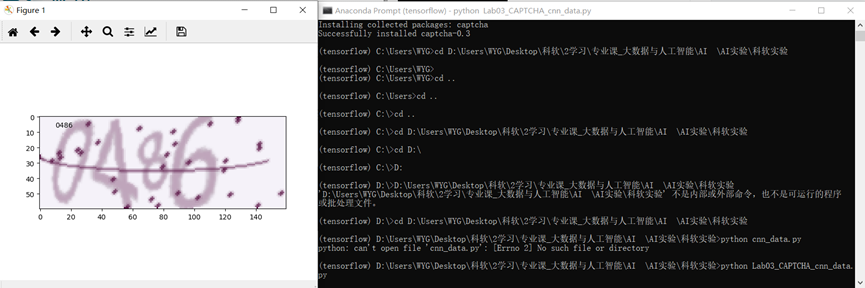 Figure 1
0486
0486
0
10
20
30
40
50
0 20 40 60 80 100 120 140
Anaconda Prompt (tensorflow) - python Lab03_CAPTCHA_cnn_data.py
Installing collected packages: captcha
Successfully installed captcha-0.3
(tensorflow) C:\Users\WYG>cd D:\Users\WYG\Desktop\科软\2学习\专业课_大数据与人工智能\AI \AI实验\科软实验
(tensorflow) C:\Users\WYG>
(tensorflow) C:\Users\WYG>cd ..
(tensorflow) C:\Users>cd ..
(tensorflow) C:\>cd ..
(tensorflow) C:\>cd D:\Users\WYG\Desktop\科软\2学习\专业课_大数据与人工智能\AI \AI实验\科软实验
(tensorflow) C:\>cd D:\
(tensorflow) C:\>D:
(tensorflow) D:\>D:\Users\WYG\Desktop\科软\2学习\专业课_大数据与人工智能\AI \AI实验\科软实验
'D:\Users\WYG\Desktop\科软\2学习\专业课_大数据与人工智能\AI \AI实验\科软实验' 不是内部或外部命令，也不是可运行的程序
或批处理文件。
(tensorflow) D:\>cd D:\Users\WYG\Desktop\科软\2学习\专业课_大数据与人工智能\AI \AI实验\科软实验
(tensorflow) D:\Users\WYG\Desktop\科软\2学习\专业课_大数据与人工智能\AI \AI实验\科软实验>python cnn_data.py
python: can't open file 'cnn_data.py': [Errno 2] No such file or directory
(tensorflow) D:\Users\WYG\Desktop\科软\2学习\专业课_大数据与人工智能\AI \AI实验\科软实验>python Lab03_CAPTCHA_cnn_data.
py